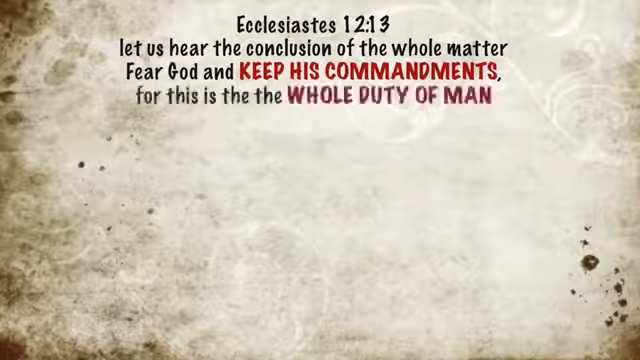 Ecclesiastes 12:13
let us hear the conclusion of the whole matter
Fear God and KEEP HIS COMMANDMENTS,
for this is the the WHOLE DUTY OF MAN